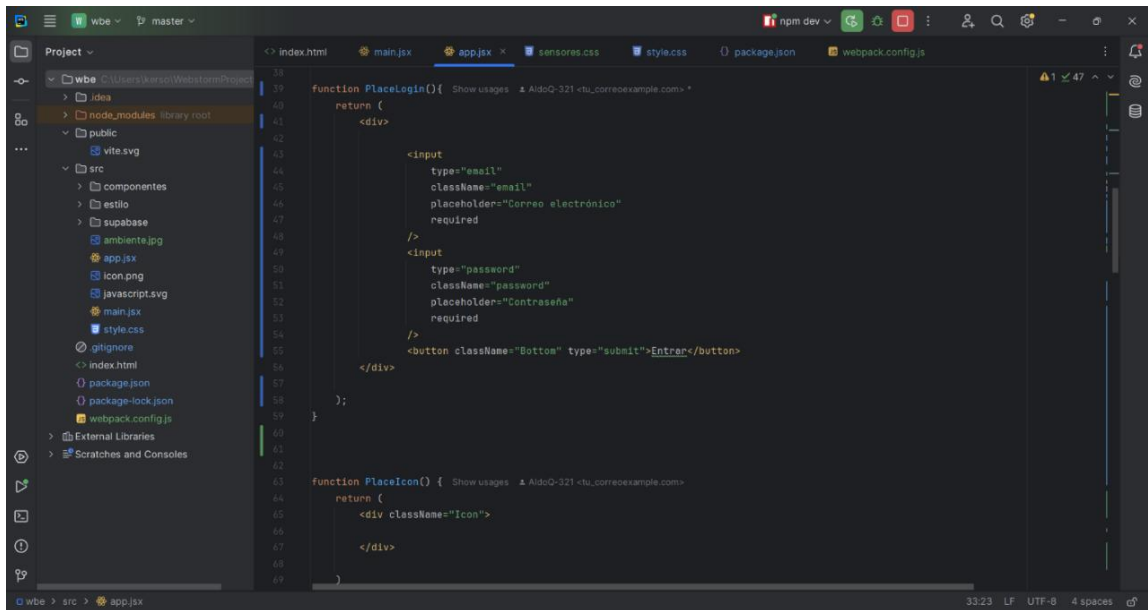 W wbe master npm dev
Project
index.html main.jsx app.jsx sensores.css style.css package.json webpack.config.js
wbe C:\Users\kerso\WebstormProject
.idea
node_modules library root
public
vite.svg
src
componentes
estilo
supabase
ambiente.jpg
app.jsx
icon.png
javascript.svg
main.jsx
style.css
.gitignore
index.html
package.json
package-lock.json
webpack.config.js
External Libraries
Scratches and Consoles
1 47
38
39 function PlaceLogin(){ Show usages AldoQ-321 <tu_correoexample.com> *
40 return (
41 <div>
42
43 <input
44 type="email"
45 className="email"
46 placeholder="Correo electrónico"
47 required
48 />
49 <input
50 type="password"
51 className="password"
52 placeholder="Contraseña"
53 required
54 />
55 <button className="Bottom" type="submit">Entrar</button>
56 </div>
57
58 );
59 }
60
61
62
63 function PlaceIcon() { Show usages AldoQ-321 <tu_correoexample.com>
64 return (
65 <div className="Icon">
66
67 </div>
68
69 )
wbe > src > app.jsx 33:23 LF UTF-8 4 spaces